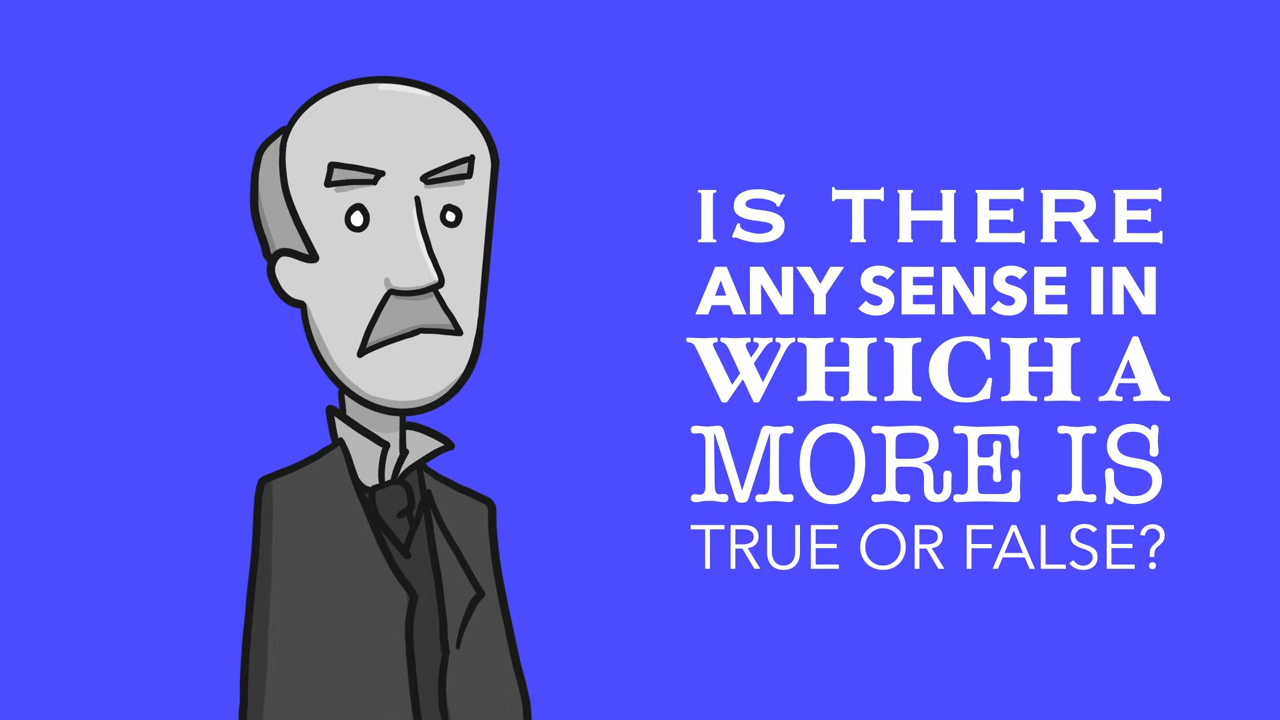 IS THERE
ANY SENSE IN
WHICH A
MORE IS
TRUE OR FALSE?